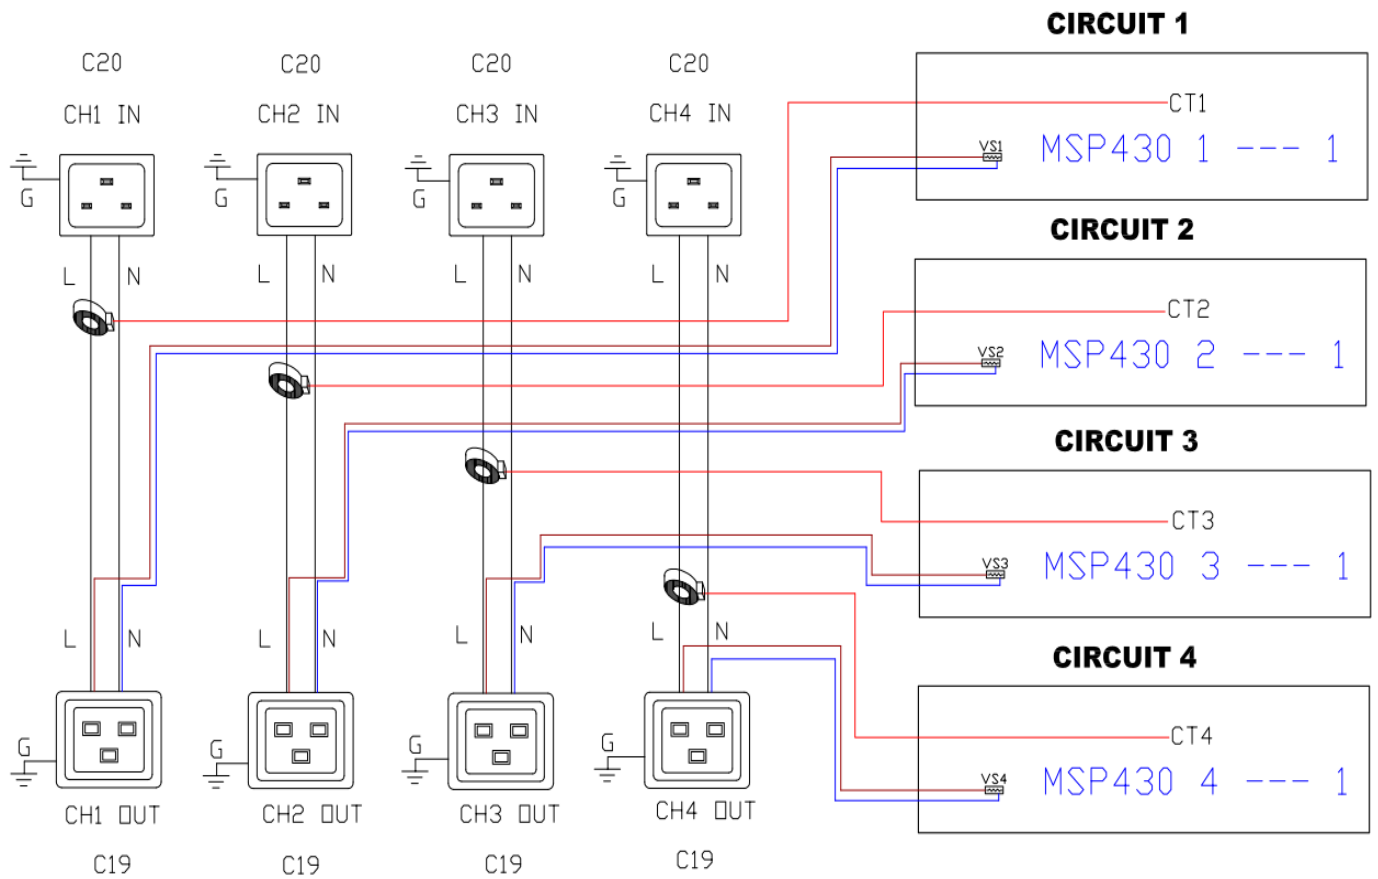 CIRCUIT 1
C20 C20 C20 C20
CH1 IN CH2 IN CH3 IN CH4 IN
CT1
VS1
MSP430 1 --- 1
G G G G
CIRCUIT 2
L N L N L N L N
CT2
VS2
MSP430 2 --- 1
CIRCUIT 3
CT3
VS3
MSP430 3 --- 1
L N L N L N L N
CIRCUIT 4
CT4
G G G G
VS4
MSP430 4 --- 1
CH1 OUT CH2 OUT CH3 OUT CH4 OUT
C19 C19 C19 C19